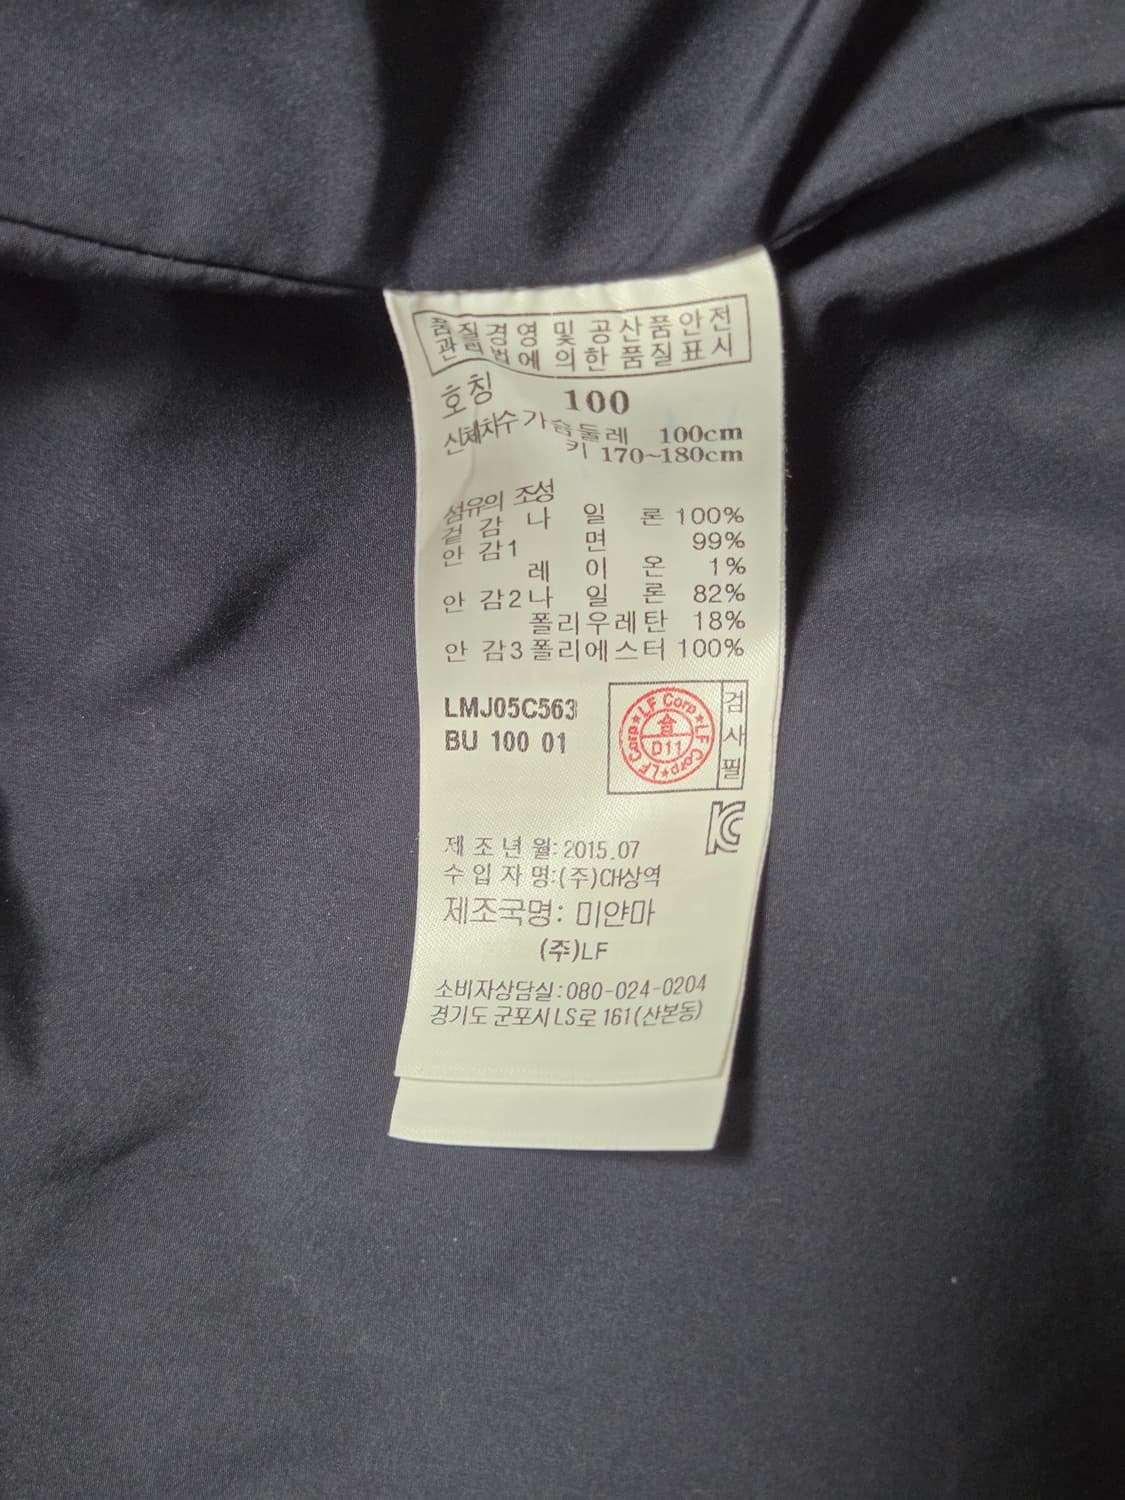 품질경영 및 공산품안전
관리법에 의한 품질표시
호칭 100
신체치수 가슴둘레 100cm
키 170~180cm
섬유의 조성
겉 감 나 일 론 100%
안 감1 면 99%
레 이 온 1%
안 감2 나 일 론 82%
폴리우레탄 18%
안 감3 폴리에스터 100%
LMJ05C563
BU 100 01
LF Corp★LF Corp★LF Corp★
合
D11
검사필
제 조 년 월: 2015.07
수 입 자 명:(주)CH상역
제조국명: 미얀마
(주)LF
소비자상담실:080-024-0204
경기도 군포시 LS로 161(산본동)